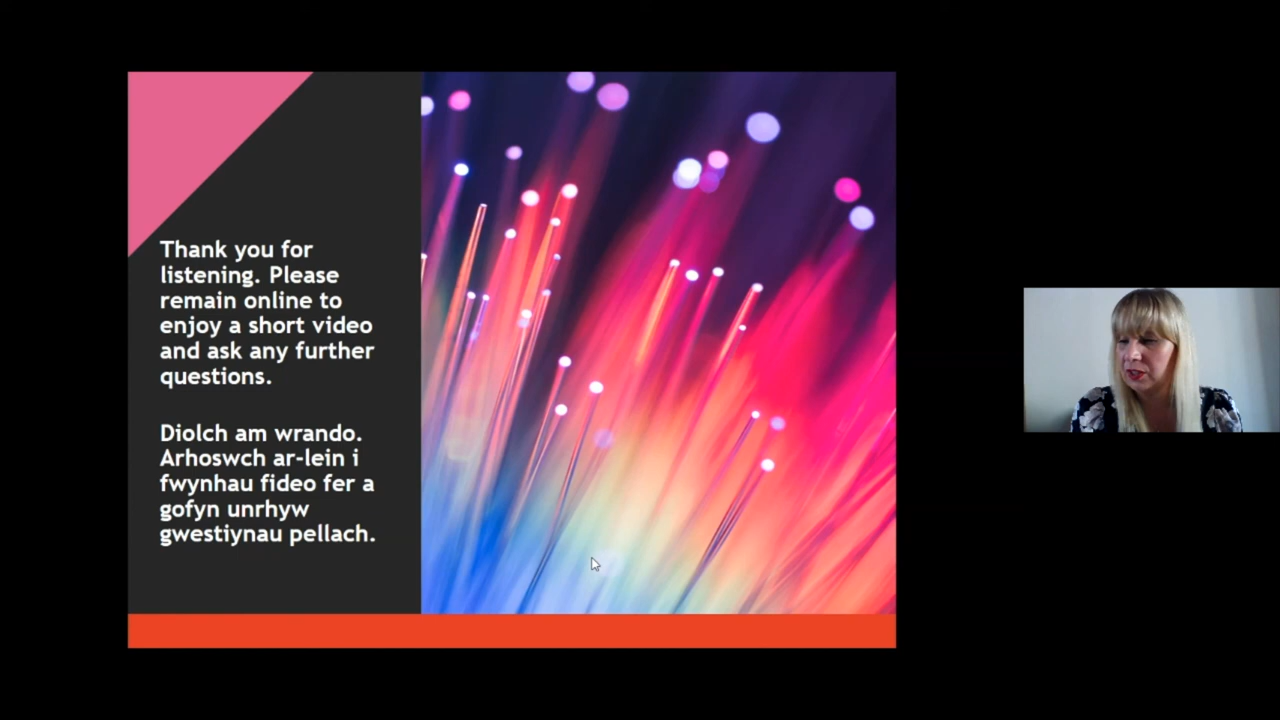 Thank you for
listening. Please
remain online to
enjoy a short video
and ask any further
questions.
Diolch am wrando.
Arhoswch ar-lein i
fwynhau fideo fer a
gofyn unrhyw
gwestiynau pellach.